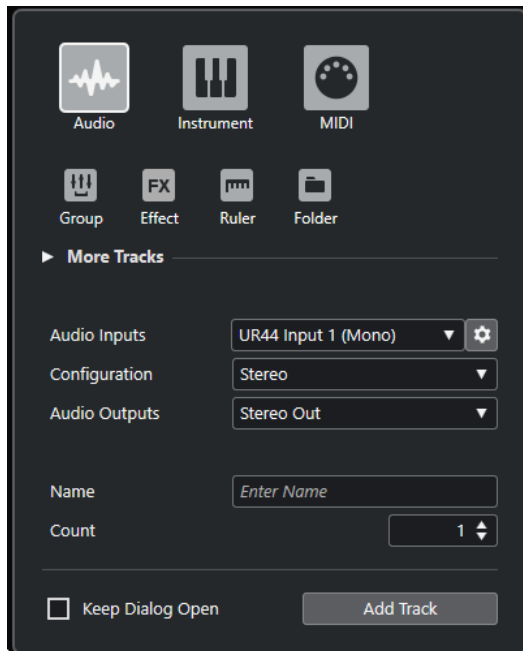 Audio Instrument MIDI
FX
Group Effect Ruler Folder
More Tracks
Audio Inputs UR44 Input 1 (Mono)
Configuration Stereo
Audio Outputs Stereo Out
Name Enter Name
Count 1
Keep Dialog Open Add Track